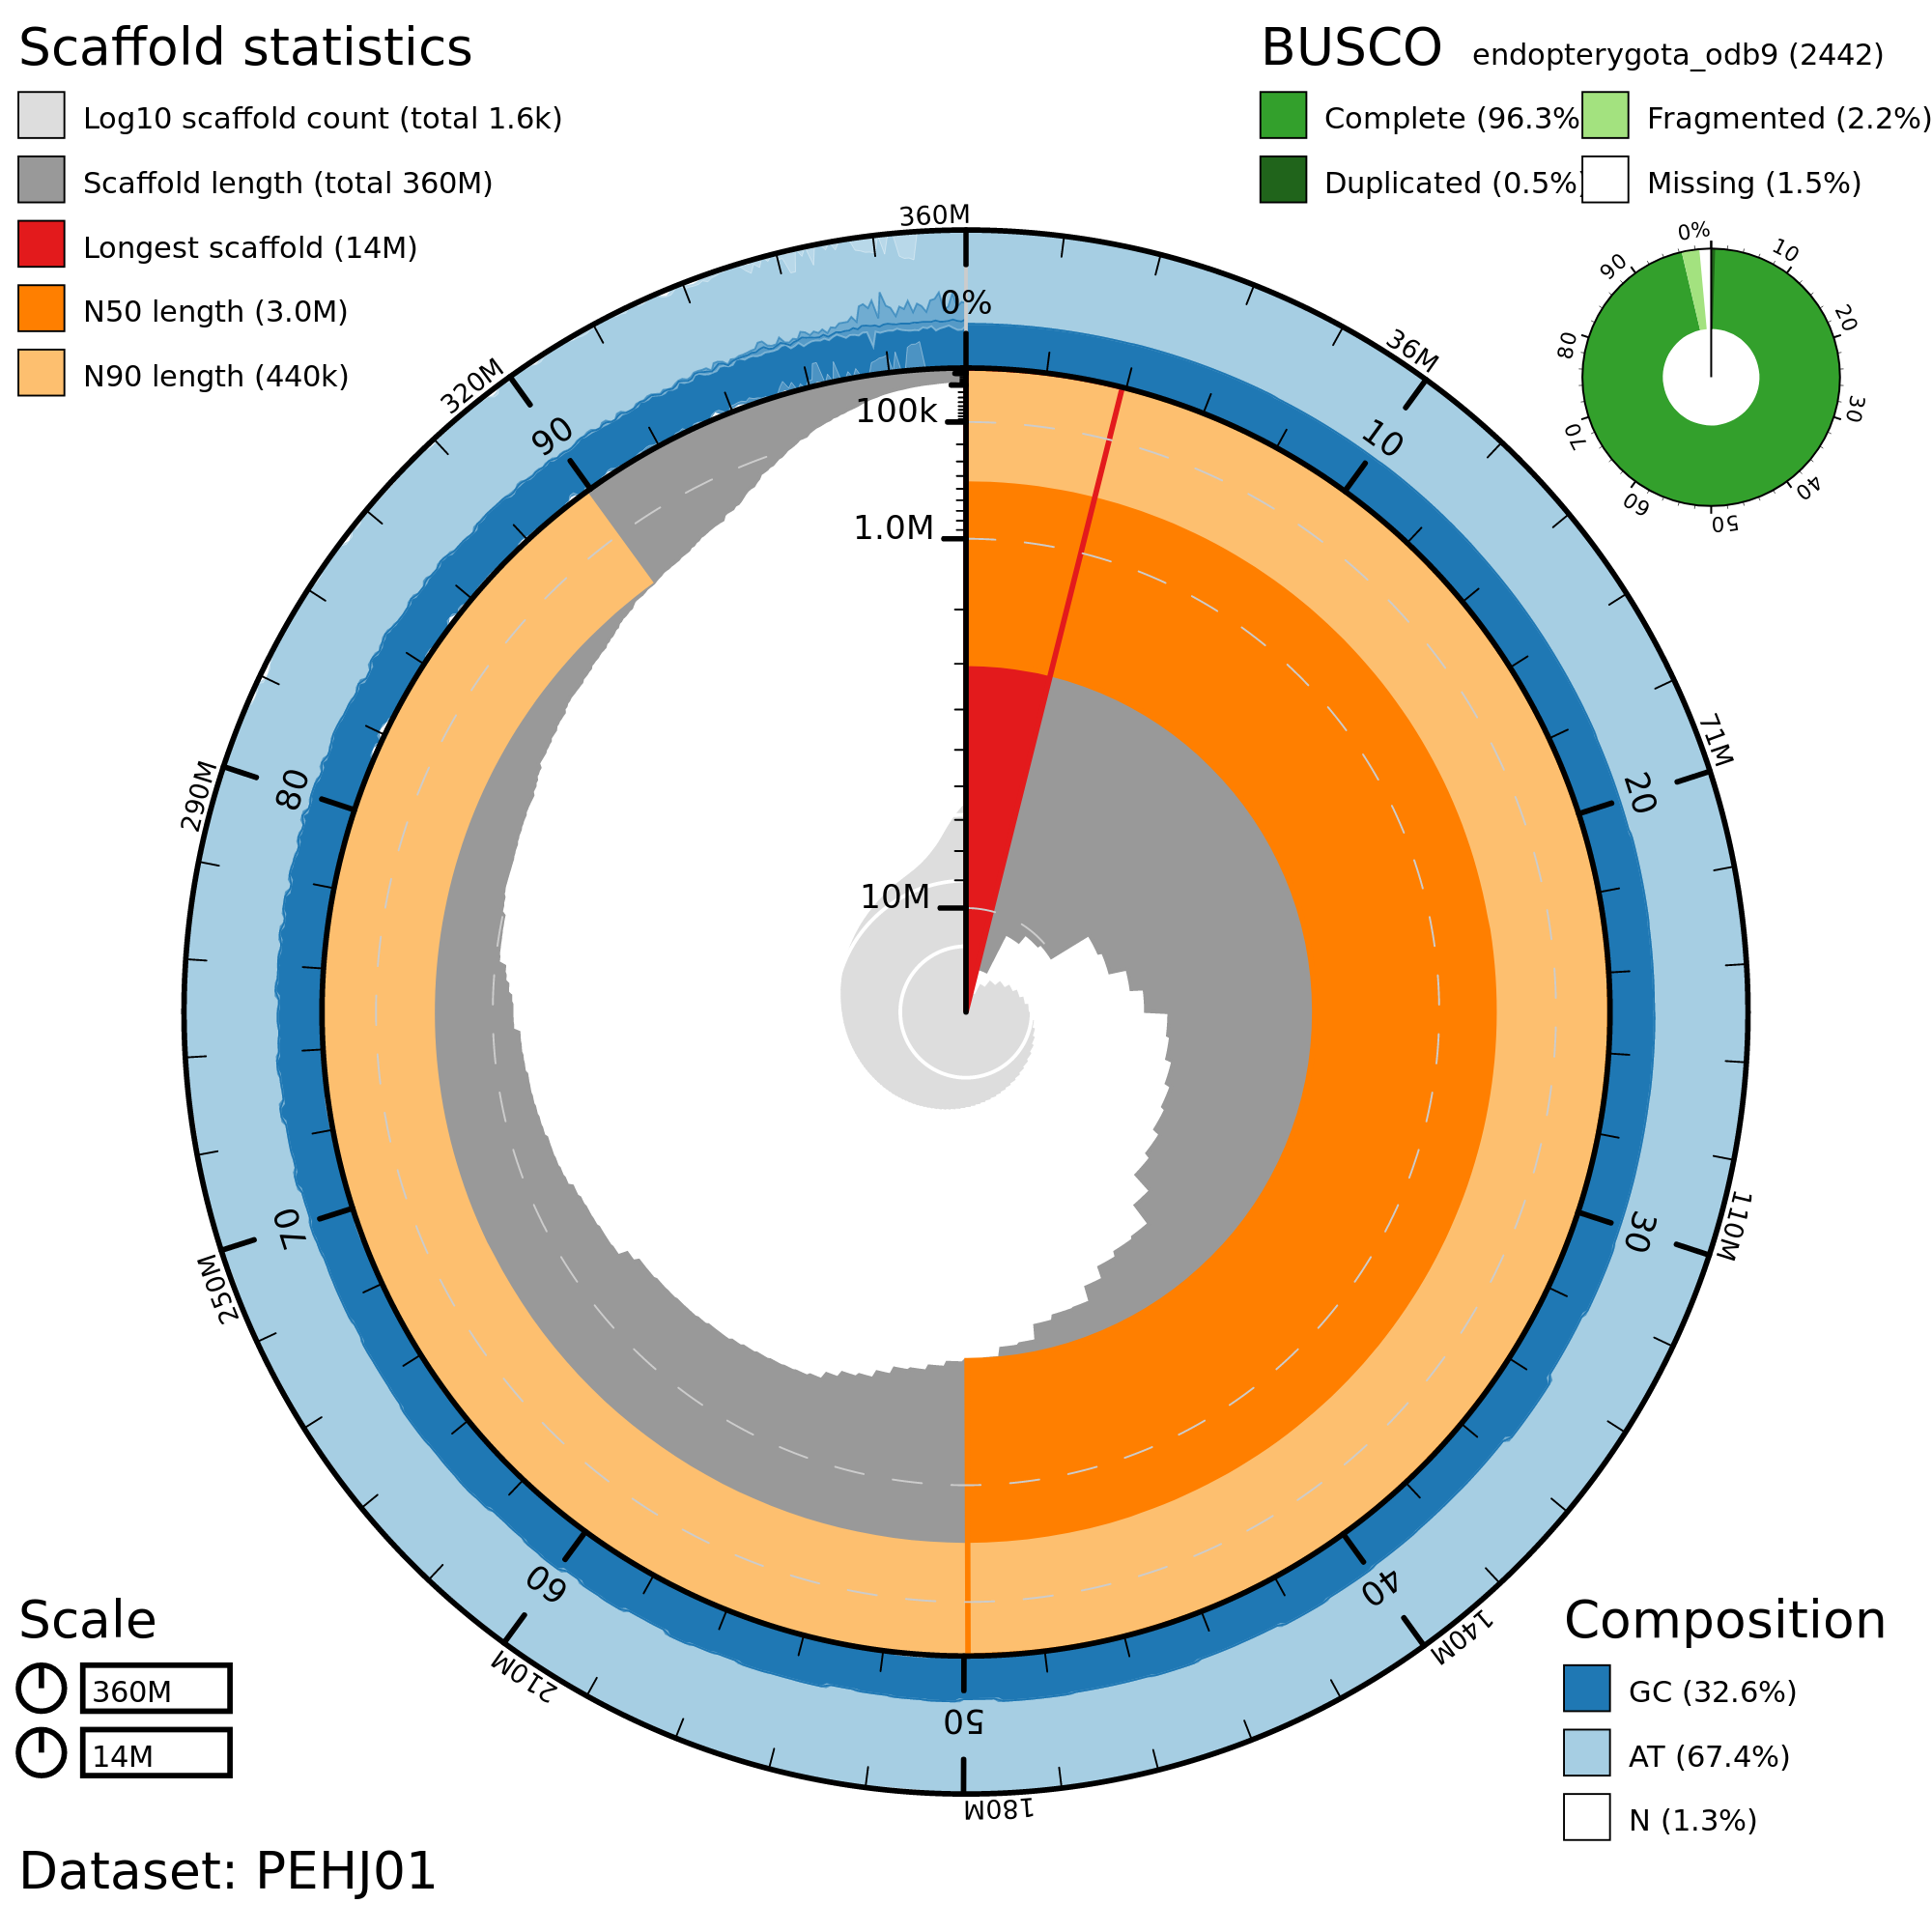 Scaffold statistics
Log10 scaffold count (total 1.6k)
Scaffold length (total 360M)
Longest scaffold (14M)
N50 length (3.0M)
N90 length (440k)
BUSCO endopterygota_odb9 (2442)
Complete (96.3%
Fragmented (2.2%)
Duplicated (0.5%)
Missing (1.5%)
0%
10
20
30
40
50
60
70
80
90
360M
36M
71M
110M
140M
180M
210M
250M
290M
320M
0%
10
20
30
40
50
60
70
80
90
100k
1.0M
10M
Scale
360M
14M
Composition
GC (32.6%)
AT (67.4%)
N (1.3%)
Dataset: PEHJ01